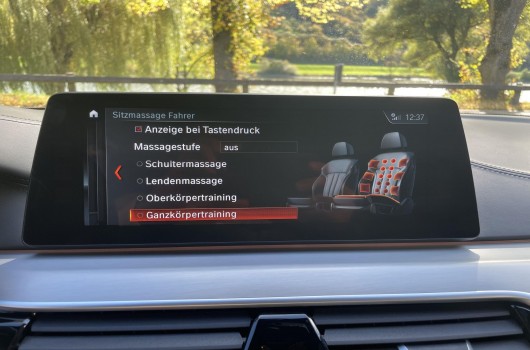 Sitzmassage Fahrer
12:37
Anzeige bei Tastendruck
Massagestufe aus
Schultermassage
Lendenmassage
Oberkörpertraining
Ganzkörpertraining